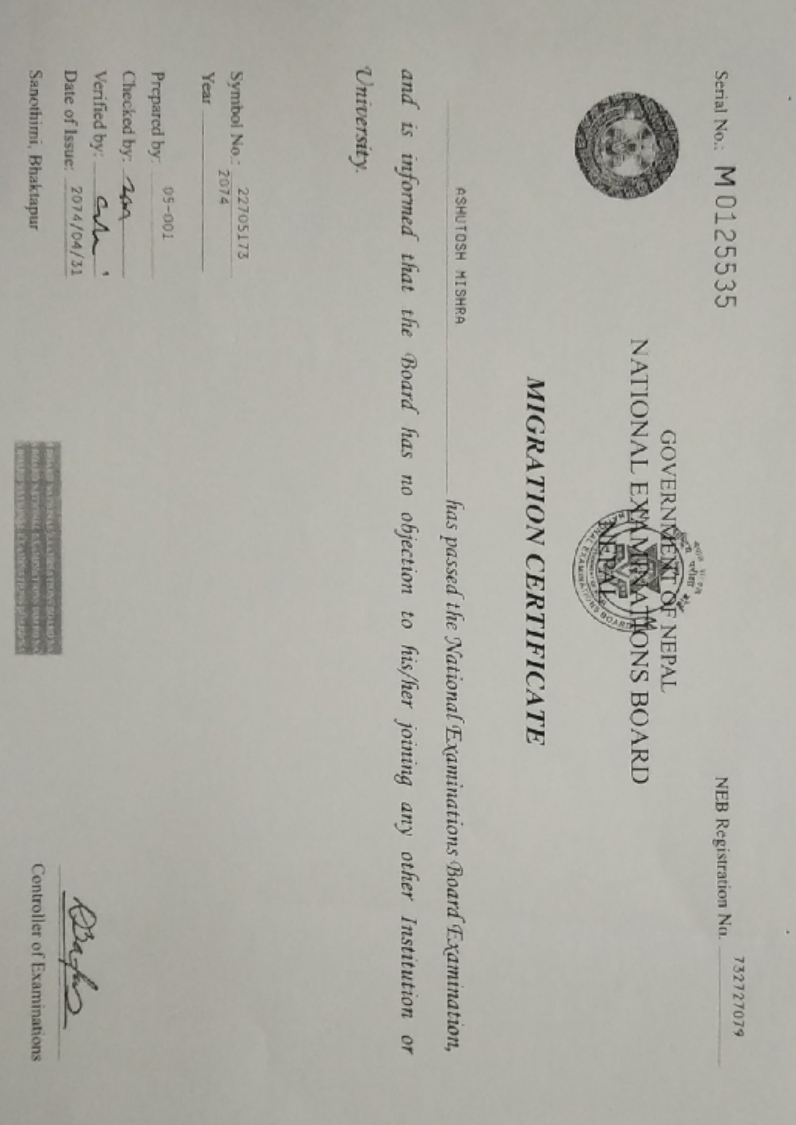 Serial No.: M0125535
NEB Registration No. 732727079
GOVERNMENT OF NEPAL
NATIONAL EXAMINATIONS BOARD
NEPAL
MIGRATION CERTIFICATE
ASHUTOSH MISHRA has passed the National Examinations Board Examination,
and is informed that the Board has no objection to his/her joining any other Institution or
University.
Symbol No.: 22705173
Year 2074
Prepared by: 05-001
Checked by:
Verified by:
Date of Issue: 2074/04/31
Sanothimi, Bhaktapur
Controller of Examinations